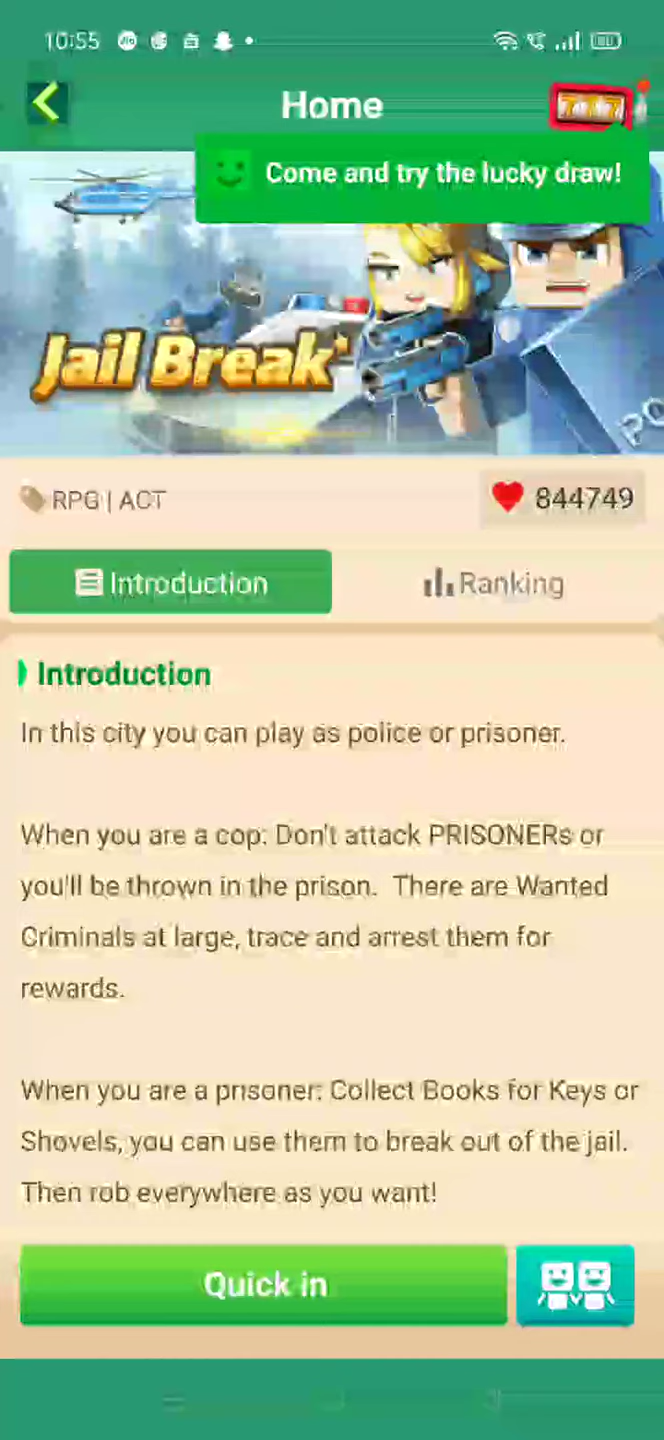 10:55
Home
Come and try the lucky draw!
Jail Break
RPG | ACT
844749
Introduction
Ranking
Introduction
In this city you can play as police or prisoner.
When you are a cop: Don't attack PRISONERs or
you'll be thrown in the prison. There are Wanted
Criminals at large, trace and arrest them for
rewards.
When you are a prisoner: Collect Books for Keys or
Shovels, you can use them to break out of the jail.
Then rob everywhere as you want!
Quick in